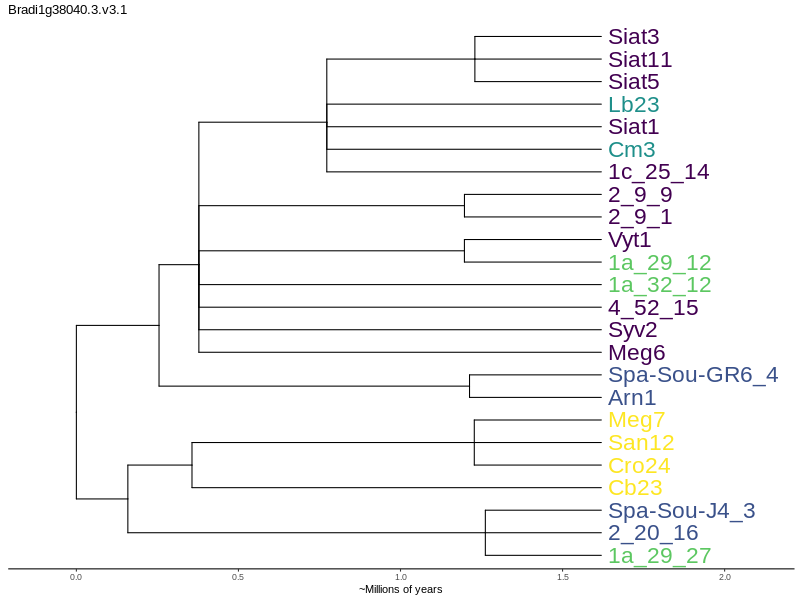 Bradi1g38040.3.v3.1
Siat3
Siat11
Siat5
Lb23
Siat1
Cm3
1c_25_14
2_9_9
2_9_1
Vyt1
1a_29_12
1a_32_12
4_52_15
Syv2
Meg6
Spa-Sou-GR6_4
Arn1
Meg7
San12
Cro24
Cb23
Spa-Sou-J4_3
2_20_16
1a_29_27
0.0 0.5 1.0 1.5 2.0
~Millions of years